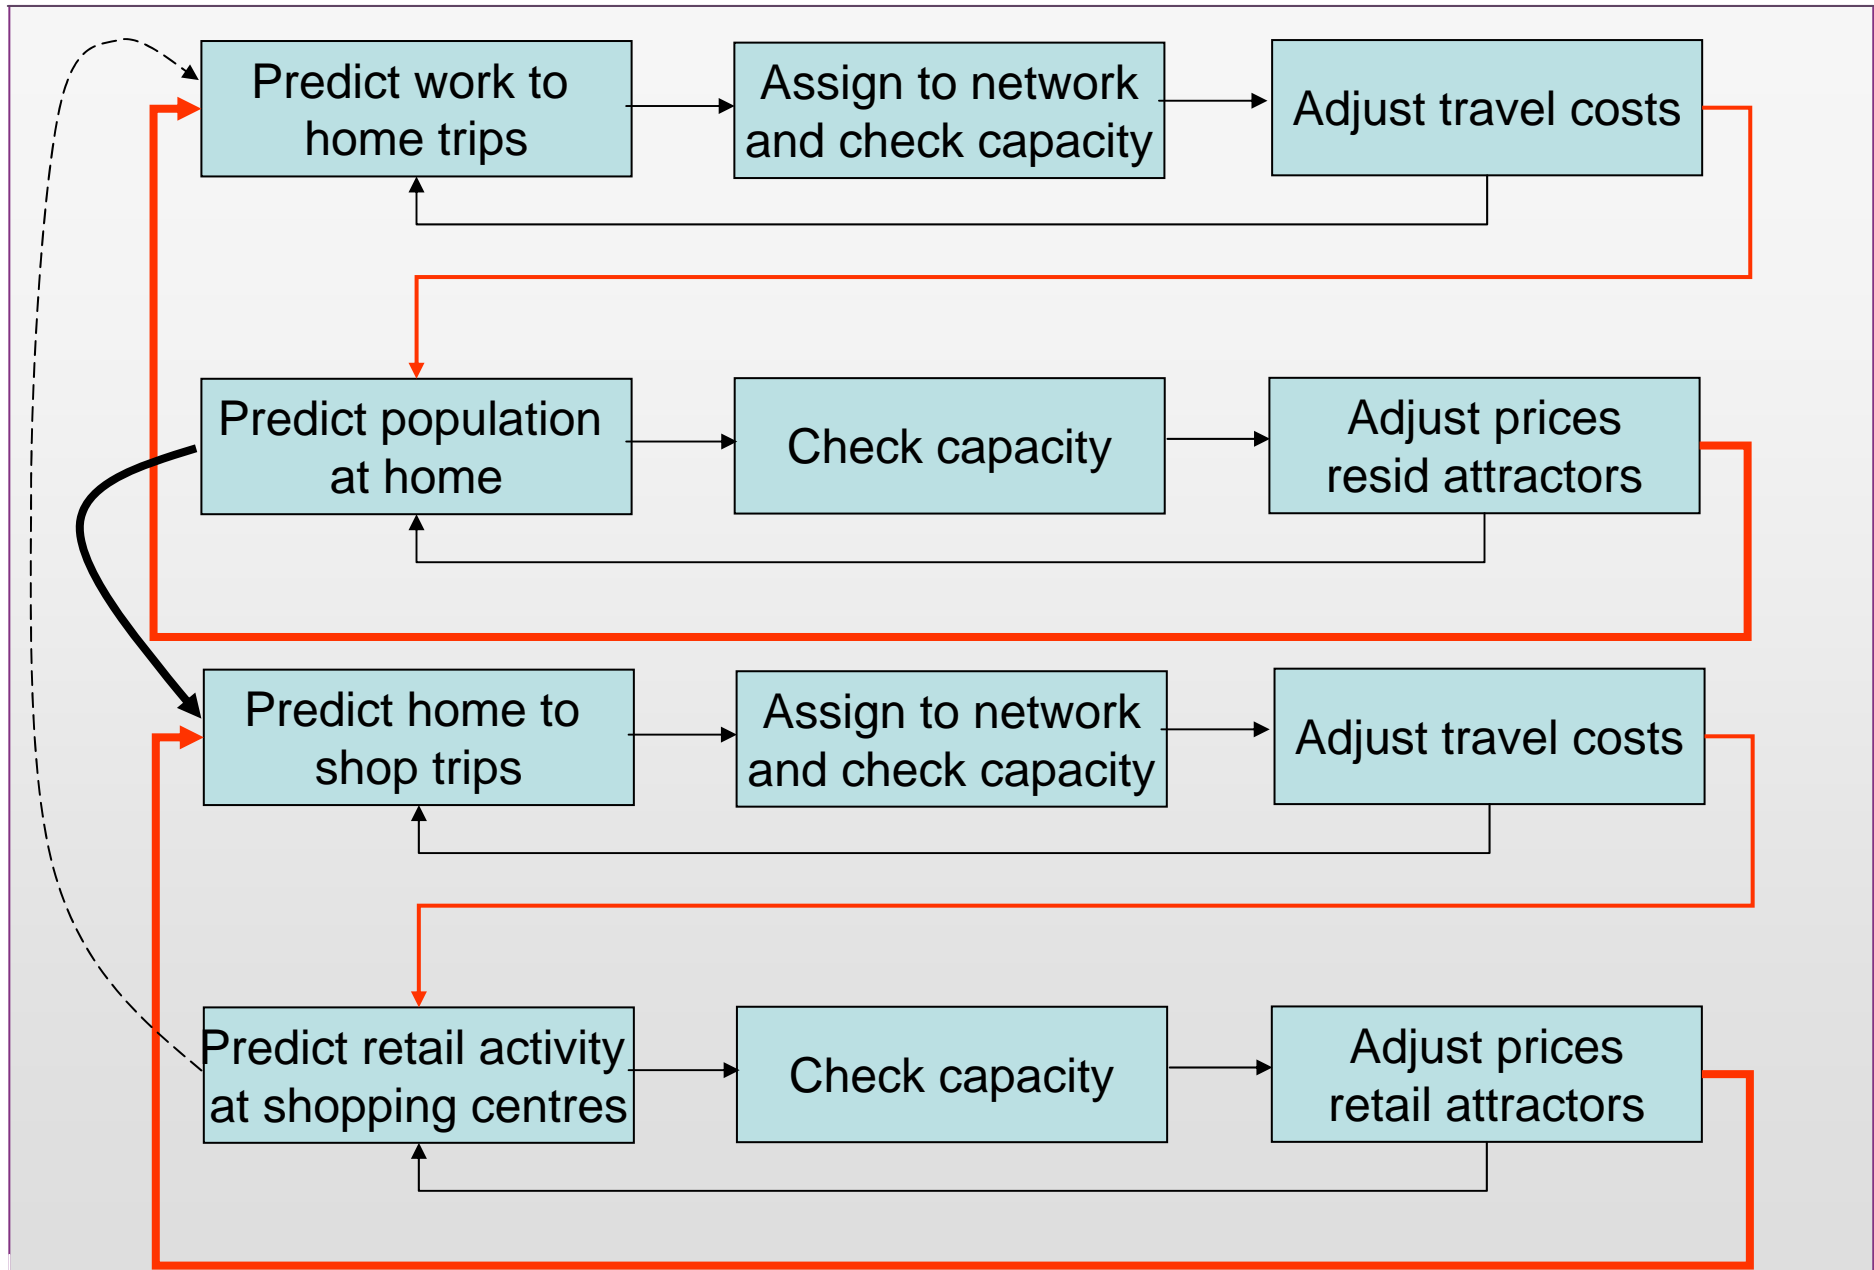 Predict work to
home trips
Assign to network
and check capacity
Adjust travel costs
Predict population
at home
Check capacity
Adjust prices
resid attractors
Predict home to
shop trips
Assign to network
and check capacity
Adjust travel costs
Predict retail activity
at shopping centres
Check capacity
Adjust prices
retail attractors